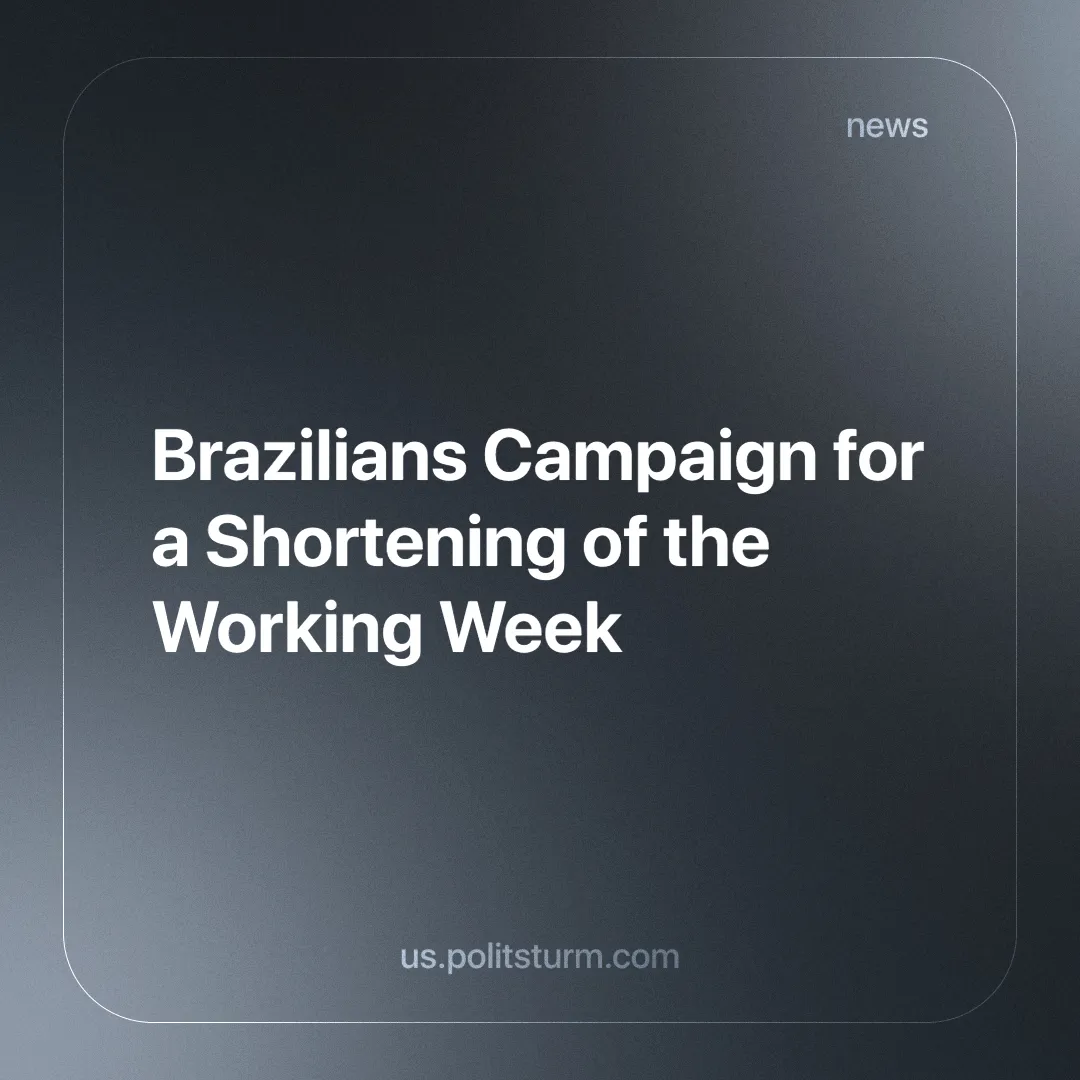 news
Brazilians Campaign for
a Shortening of the
Working Week
us.politsturm.com